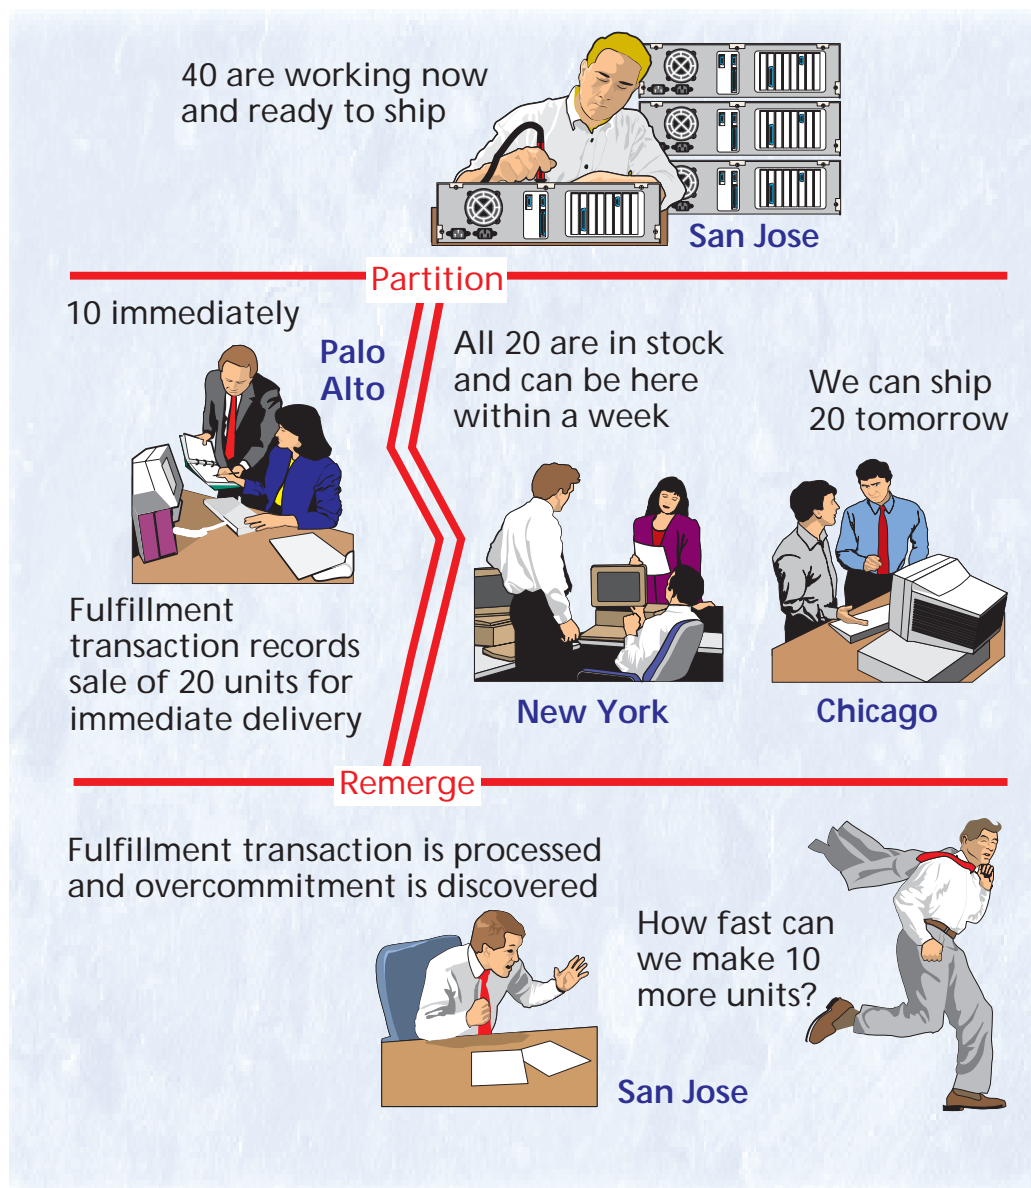 40 are working now
and ready to ship
San Jose
Partition
10 immediately
Palo
Alto
All 20 are in stock
and can be here
within a week
We can ship
20 tomorrow
Fulfillment
transaction records
sale of 20 units for
immediate delivery
New York
Chicago
Remerge
Fulfillment transaction is processed
and overcommitment is discovered
How fast can
we make 10
more units?
San Jose